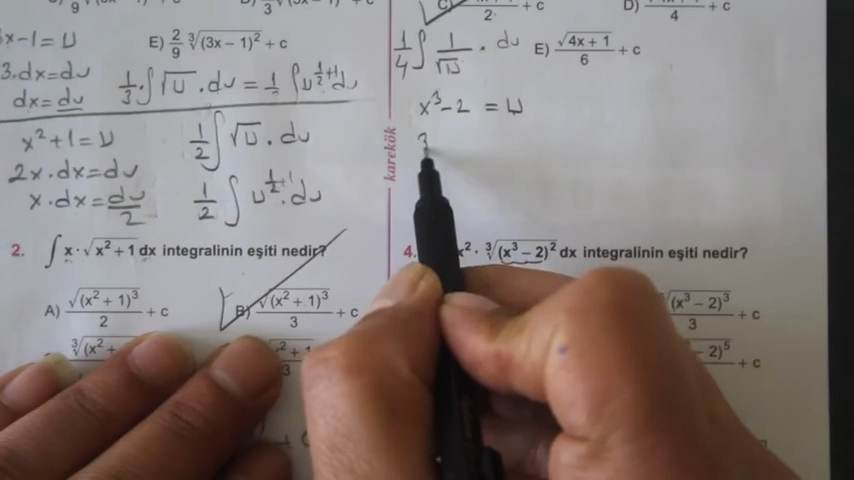 E) 2/9 ∛(3x − 1)² + c
3.dx = du
dx = du
1/3 . ∫ √u . du = 1/3 ∫ u^(1/2+1) du
x² + 1 = u
1/2 ∫ √u . du
2x . dx = du
x . dx = du/2
1/2 ∫ u^(1/2+1) . du
2. ∫ x · √(x² + 1) dx integralinin eşiti nedir?
A) √(x² + 1)³/2 + c
B) √(x² + 1)³/3 + c
karekök
1/4 ∫ 1/√u . du
E) √(4x + 1)/6 + c
x³ − 2 = u
4. x² · ∛(x³ − 2)² dx integralinin eşiti nedir?
(x³ − 2)³/3 + c
− 2)⁵ + c